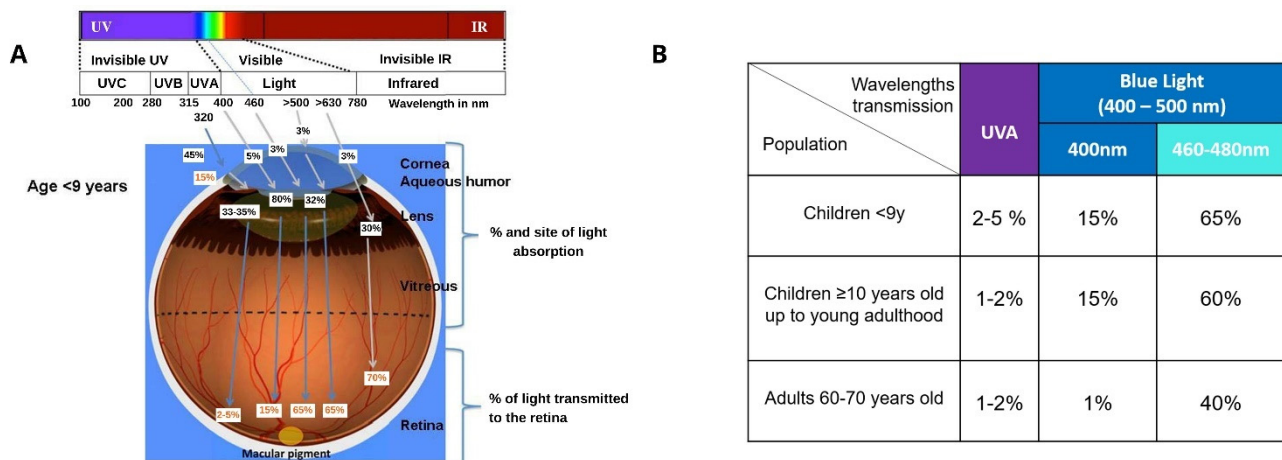 A
UV
IR
Invisible UV
Visible
Invisible IR
UVC
UVB
UVA
Light
Infrared
100
200
280
315
400
460
>500
>630
780
Wavelength in nm
320
3%
45%
5%
3%
3%
Cornea
15%
Aqueous humor
Age <9 years
80%
32%
33-35%
Lens
30%
% and site of light
absorption
Vitreous
70%
2-5%
15%
65%
65%
% of light transmitted
to the retina
Retina
Macular pigment
B
Wavelengths
transmission
Population
UVA
Blue Light
(400 – 500 nm)
400nm
460-480nm
Children <9y
2-5 %
15%
65%
Children ≥10 years old
up to young adulthood
1-2%
15%
60%
Adults 60-70 years old
1-2%
1%
40%